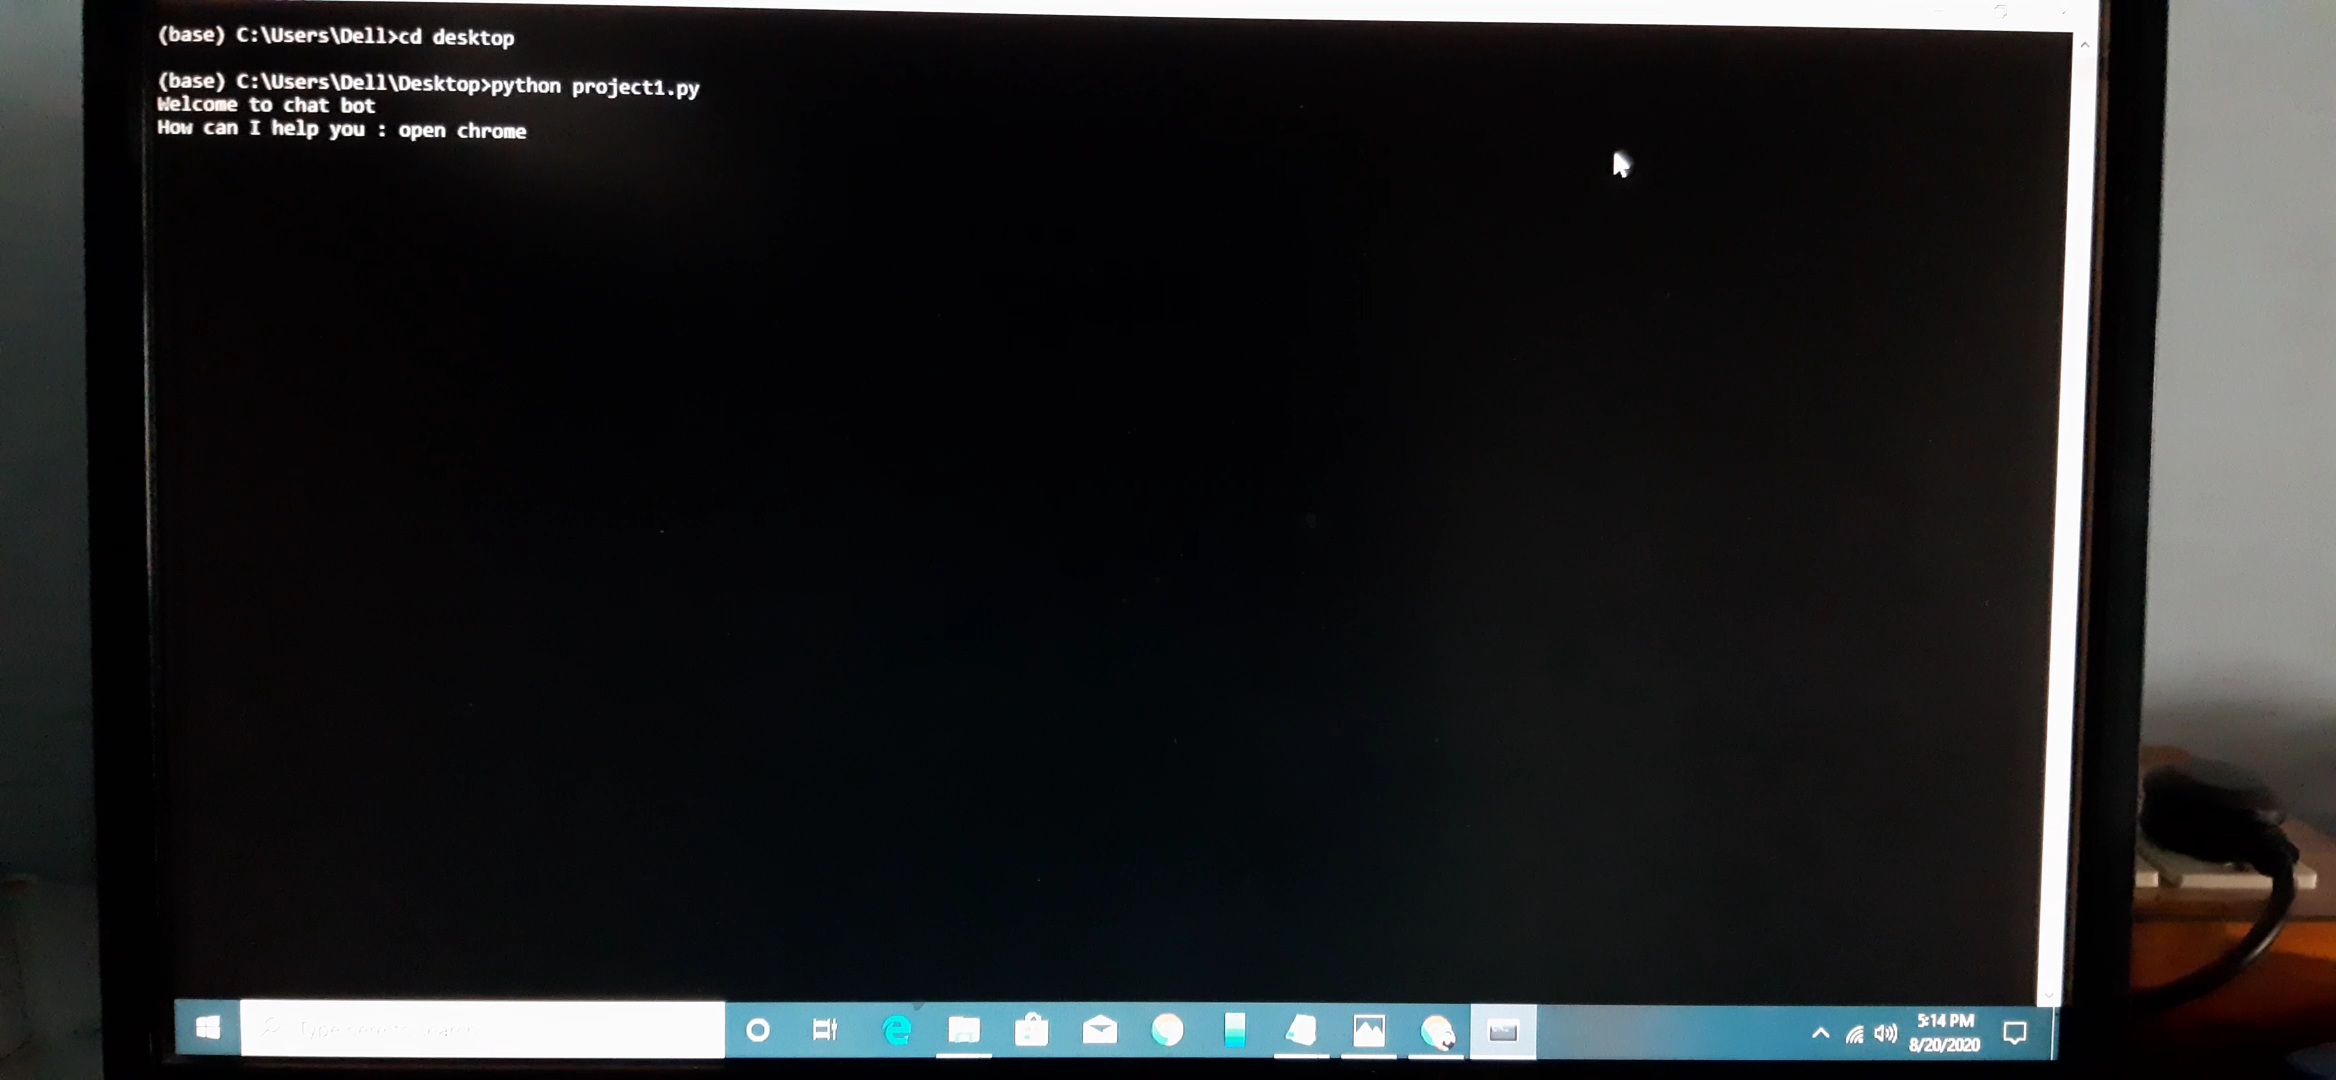 (base) C:\Users\Dell>cd desktop
(base) C:\Users\Dell\Desktop>python project1.py
Welcome to chat bot
How can I help you : open chrome
Type here to search
5:14 PM
8/20/2020